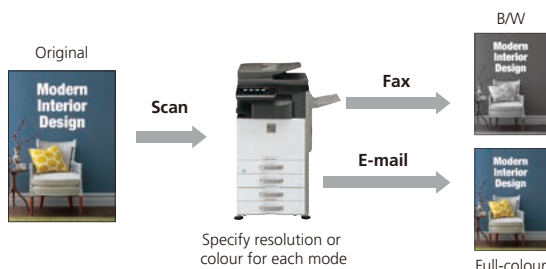 Original
Modern
Interior
Design
Scan
Fax
E-mail
Specify resolution or
colour for each mode
B/W
Modern
Interior
Design
Modern
Interior
Design
Full-colour